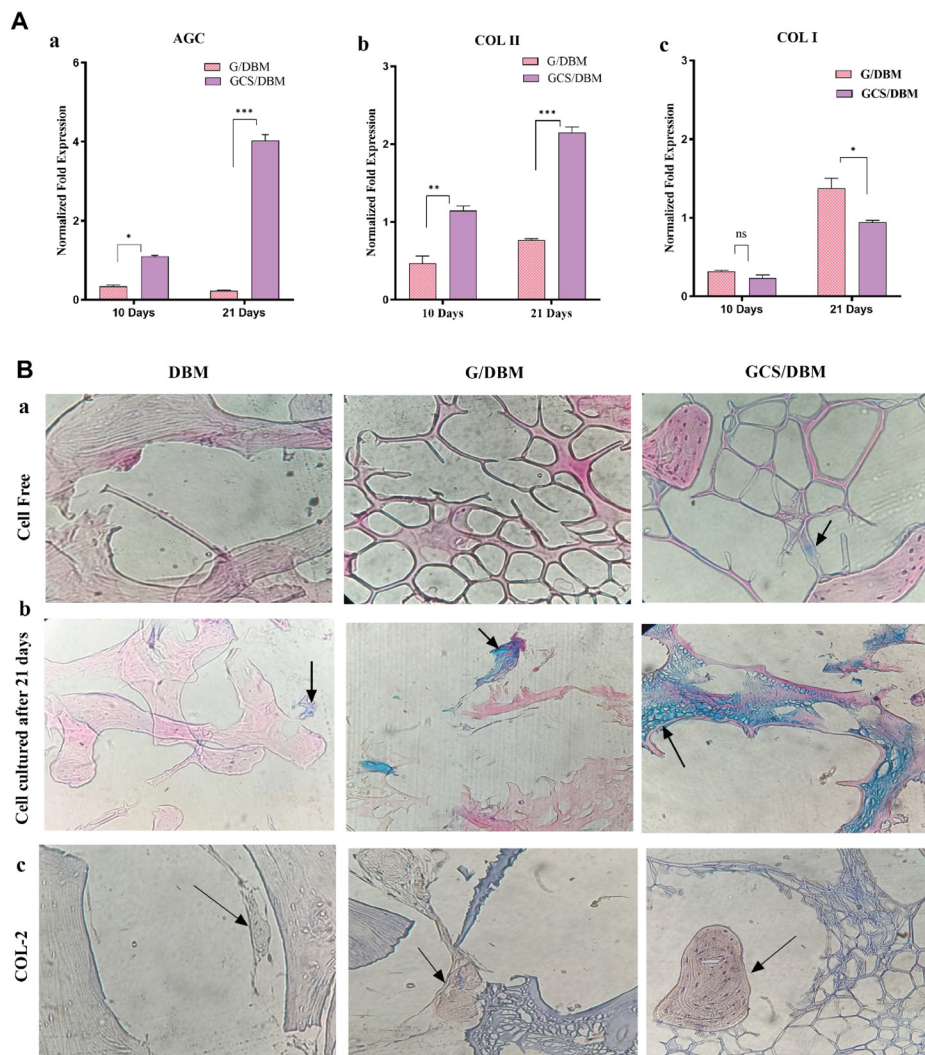 A
a
AGC
Normalized Fold Expression
6
4
2
0
G/DBM
GCS/DBM
*
***
10 Days
21 Days
b
COL II
Normalized Fold Expression
3
2
1
0
G/DBM
GCS/DBM
**
***
10 Days
21 Days
c
COL I
Normalized Fold Expression
3
2
1
0
G/DBM
GCS/DBM
ns
*
10 Days
21 Days
B
DBM
G/DBM
GCS/DBM
a
Cell Free
b
Cell cultured after 21 days
c
COL-2